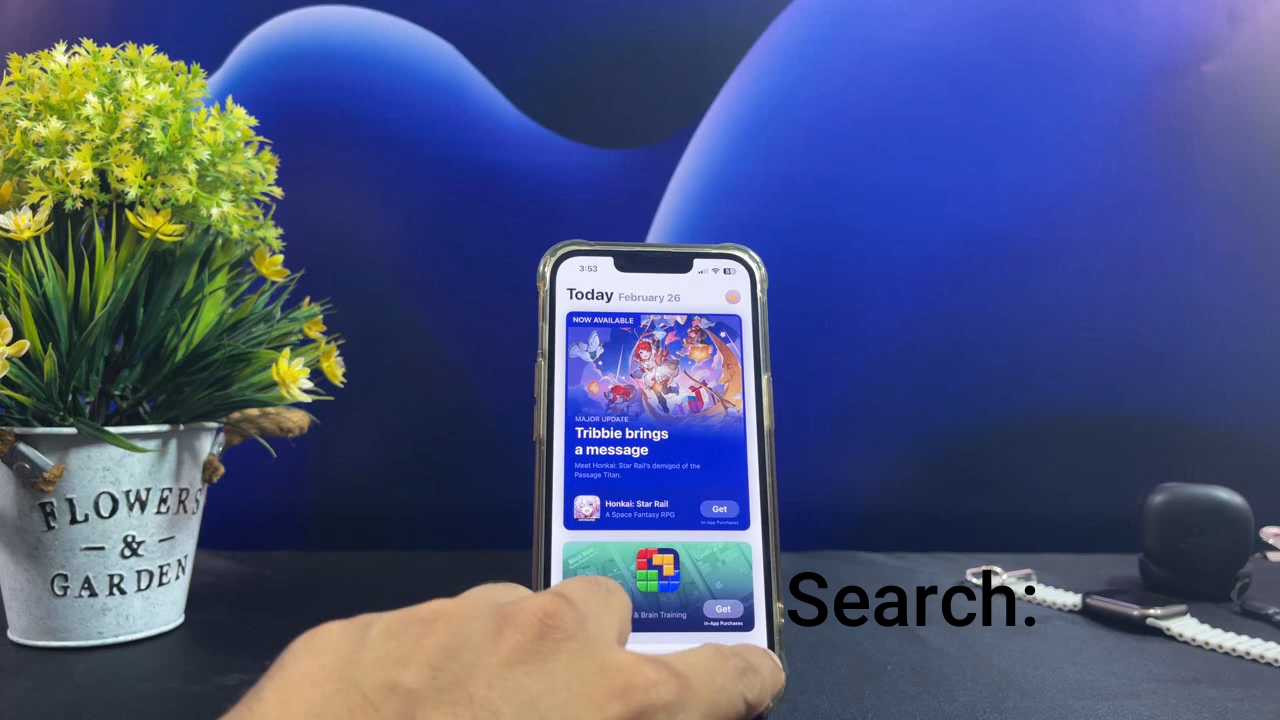 FLOWERS
&
GARDEN
3:53
Today February 26
NOW AVAILABLE
MAJOR UPDATE
Tribbie brings
a message
Meet Honkai: Star Rail's demigod of the
Passage Titan.
Honkai: Star Rail
A Space Fantasy RPG
Get
In-App Purchases
& Brain Training
Get
In-App Purchases
Search: